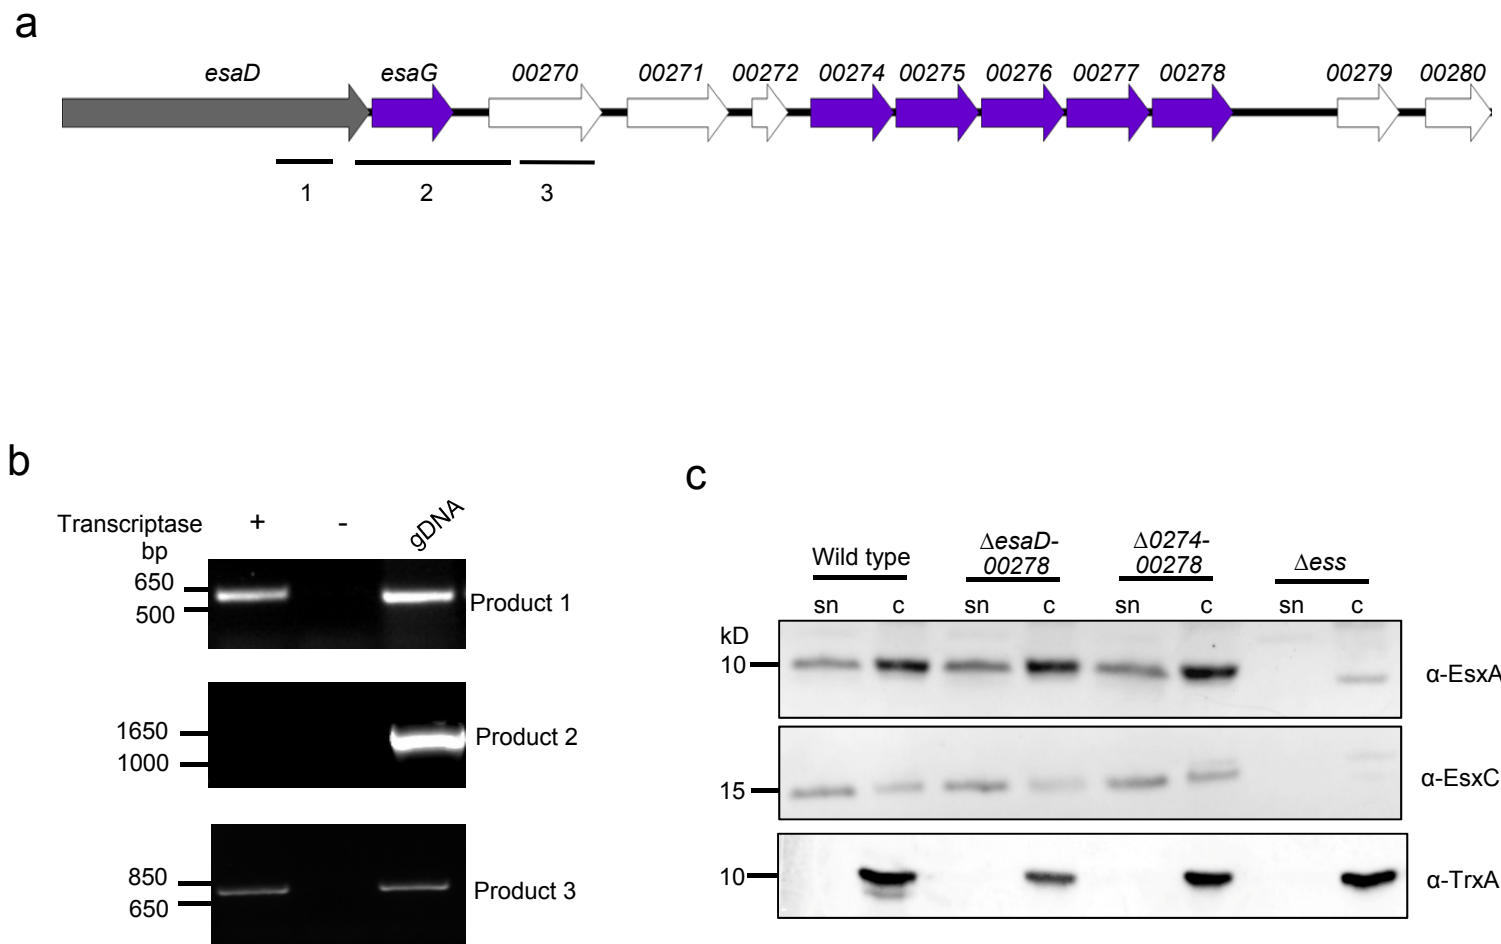 a
esaD esaG 00270 00271 00272 00274 00275 00276 00277 00278 00279 00280
1 2 3
b
Transcriptase + - gDNA
bp
650
500
Product 1
1650
1000
Product 2
850
650
Product 3
c
Wild type ΔesaD-00278 Δ0274-00278 Δess
sn c sn c sn c sn c
kD
10
α-EsxA
15
α-EsxC
10
α-TrxA